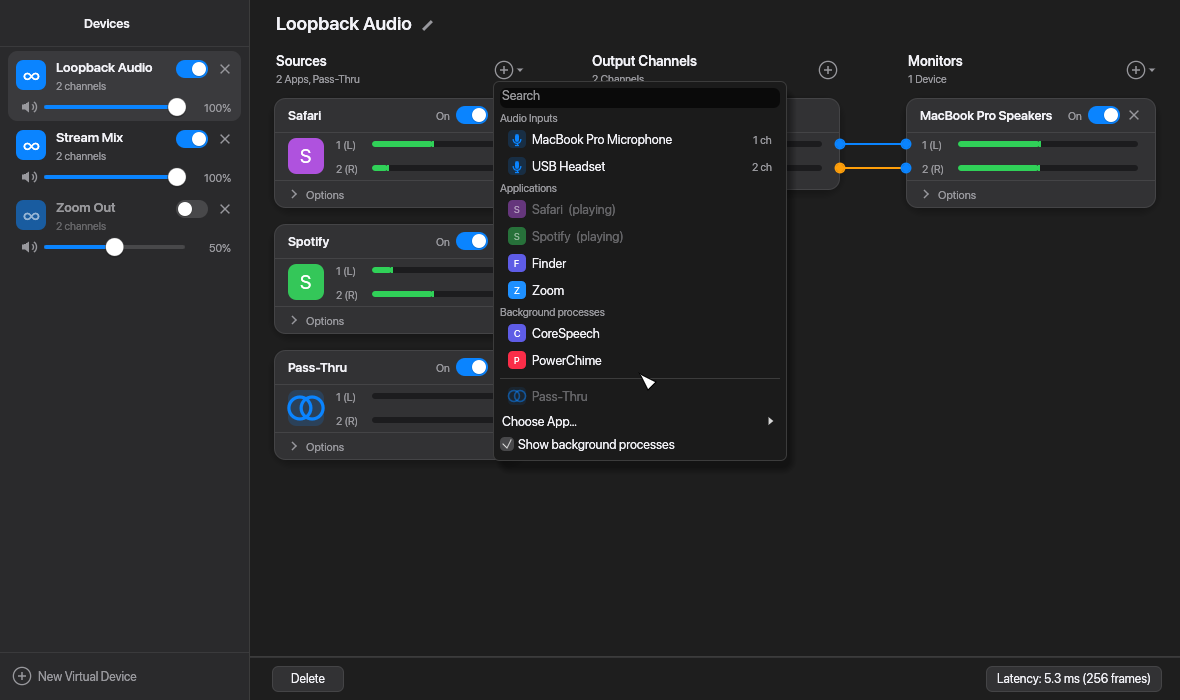 Devices
Loopback Audio
2 channels
100%
Stream Mix
2 channels
100%
Zoom Out
2 channels
50%
New Virtual Device
Loopback Audio
Sources
2 Apps, Pass-Thru
Output Channels
2 Channels
Monitors
1 Device
Safari
On
S
1 (L)
2 (R)
Options
Spotify
On
S
1 (L)
2 (R)
Options
Pass-Thru
On
1 (L)
2 (R)
Options
Search
Audio Inputs
MacBook Pro Microphone 1 ch
USB Headset 2 ch
Applications
S Safari (playing)
S Spotify (playing)
F Finder
Z Zoom
Background processes
C CoreSpeech
P PowerChime
Pass-Thru
Choose App...
Show background processes
MacBook Pro Speakers
On
1 (L)
2 (R)
Options
Delete
Latency: 5.3 ms (256 frames)